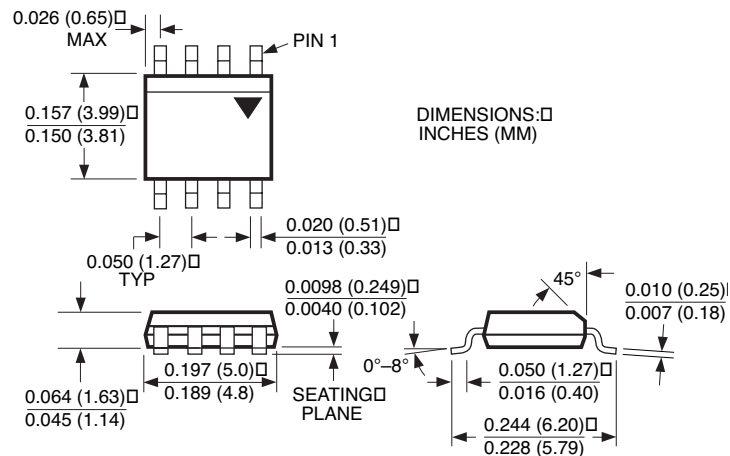 0.026 (0.65)□
MAX
PIN 1
0.157 (3.99)□
0.150 (3.81)
DIMENSIONS:□
INCHES (MM)
0.020 (0.51)□
0.013 (0.33)
0.050 (1.27)□
TYP
0.0098 (0.249)□
0.0040 (0.102)
45°
0.010 (0.25)
0.007 (0.18)
0°–8°
0.064 (1.63)□
0.045 (1.14)
0.197 (5.0)□
0.189 (4.8)
SEATING□
PLANE
0.050 (1.27)□
0.016 (0.40)
0.244 (6.20)□
0.228 (5.79)